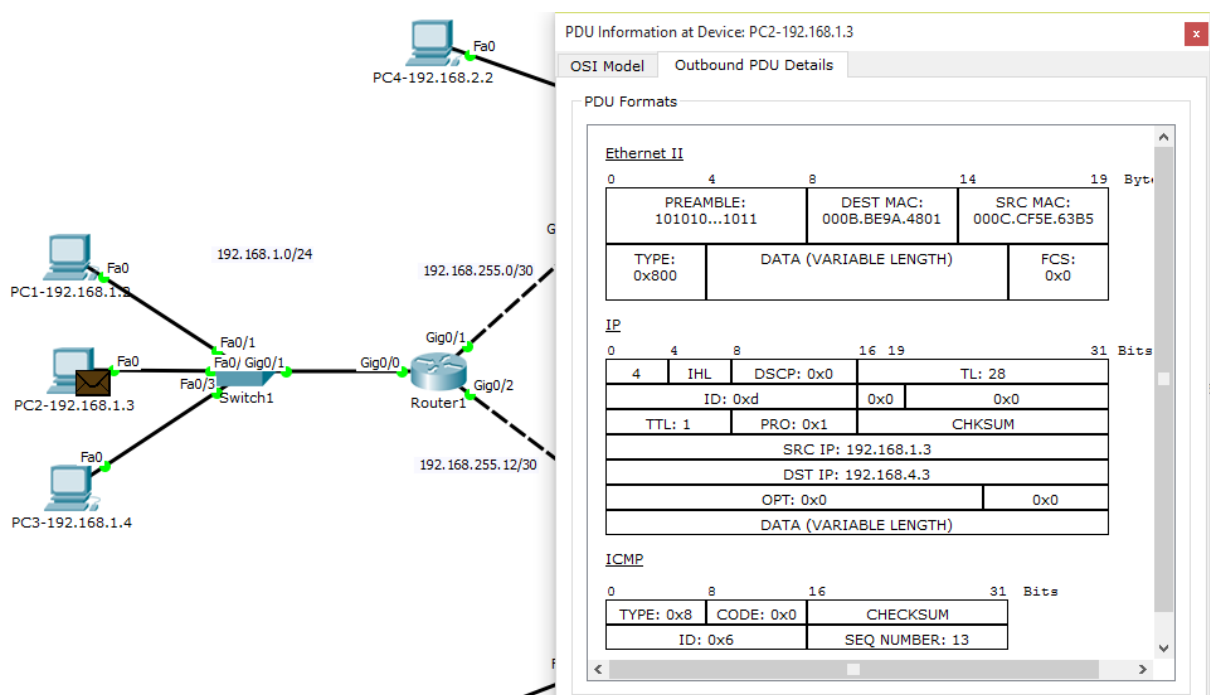 Fa0
PC4-192.168.2.2
Fa0
PC1-192.168.1.2
192.168.1.0/24
192.168.255.0/30
G
Fa0/1
Fa0
Fa0/
Gig0/1
Fa0/3
Switch1
Gig0/0
Gig0/1
Gig0/2
Router1
PC2-192.168.1.3
Fa0
PC3-192.168.1.4
192.168.255.12/30
F
PDU Information at Device: PC2-192.168.1.3
x
OSI Model
Outbound PDU Details
PDU Formats
Ethernet II
0 4 8 14 19 Byte
PREAMBLE: DEST MAC: SRC MAC:
101010...1011 000B.BE9A.4801 000C.CF5E.63B5
TYPE: DATA (VARIABLE LENGTH) FCS:
0x800 0x0
IP
0 4 8 16 19 31 Bits
4 IHL DSCP: 0x0 TL: 28
ID: 0xd 0x0 0x0
TTL: 1 PRO: 0x1 CHKSUM
SRC IP: 192.168.1.3
DST IP: 192.168.4.3
OPT: 0x0 0x0
DATA (VARIABLE LENGTH)
ICMP
0 8 16 31 Bits
TYPE: 0x8 CODE: 0x0 CHECKSUM
ID: 0x6 SEQ NUMBER: 13